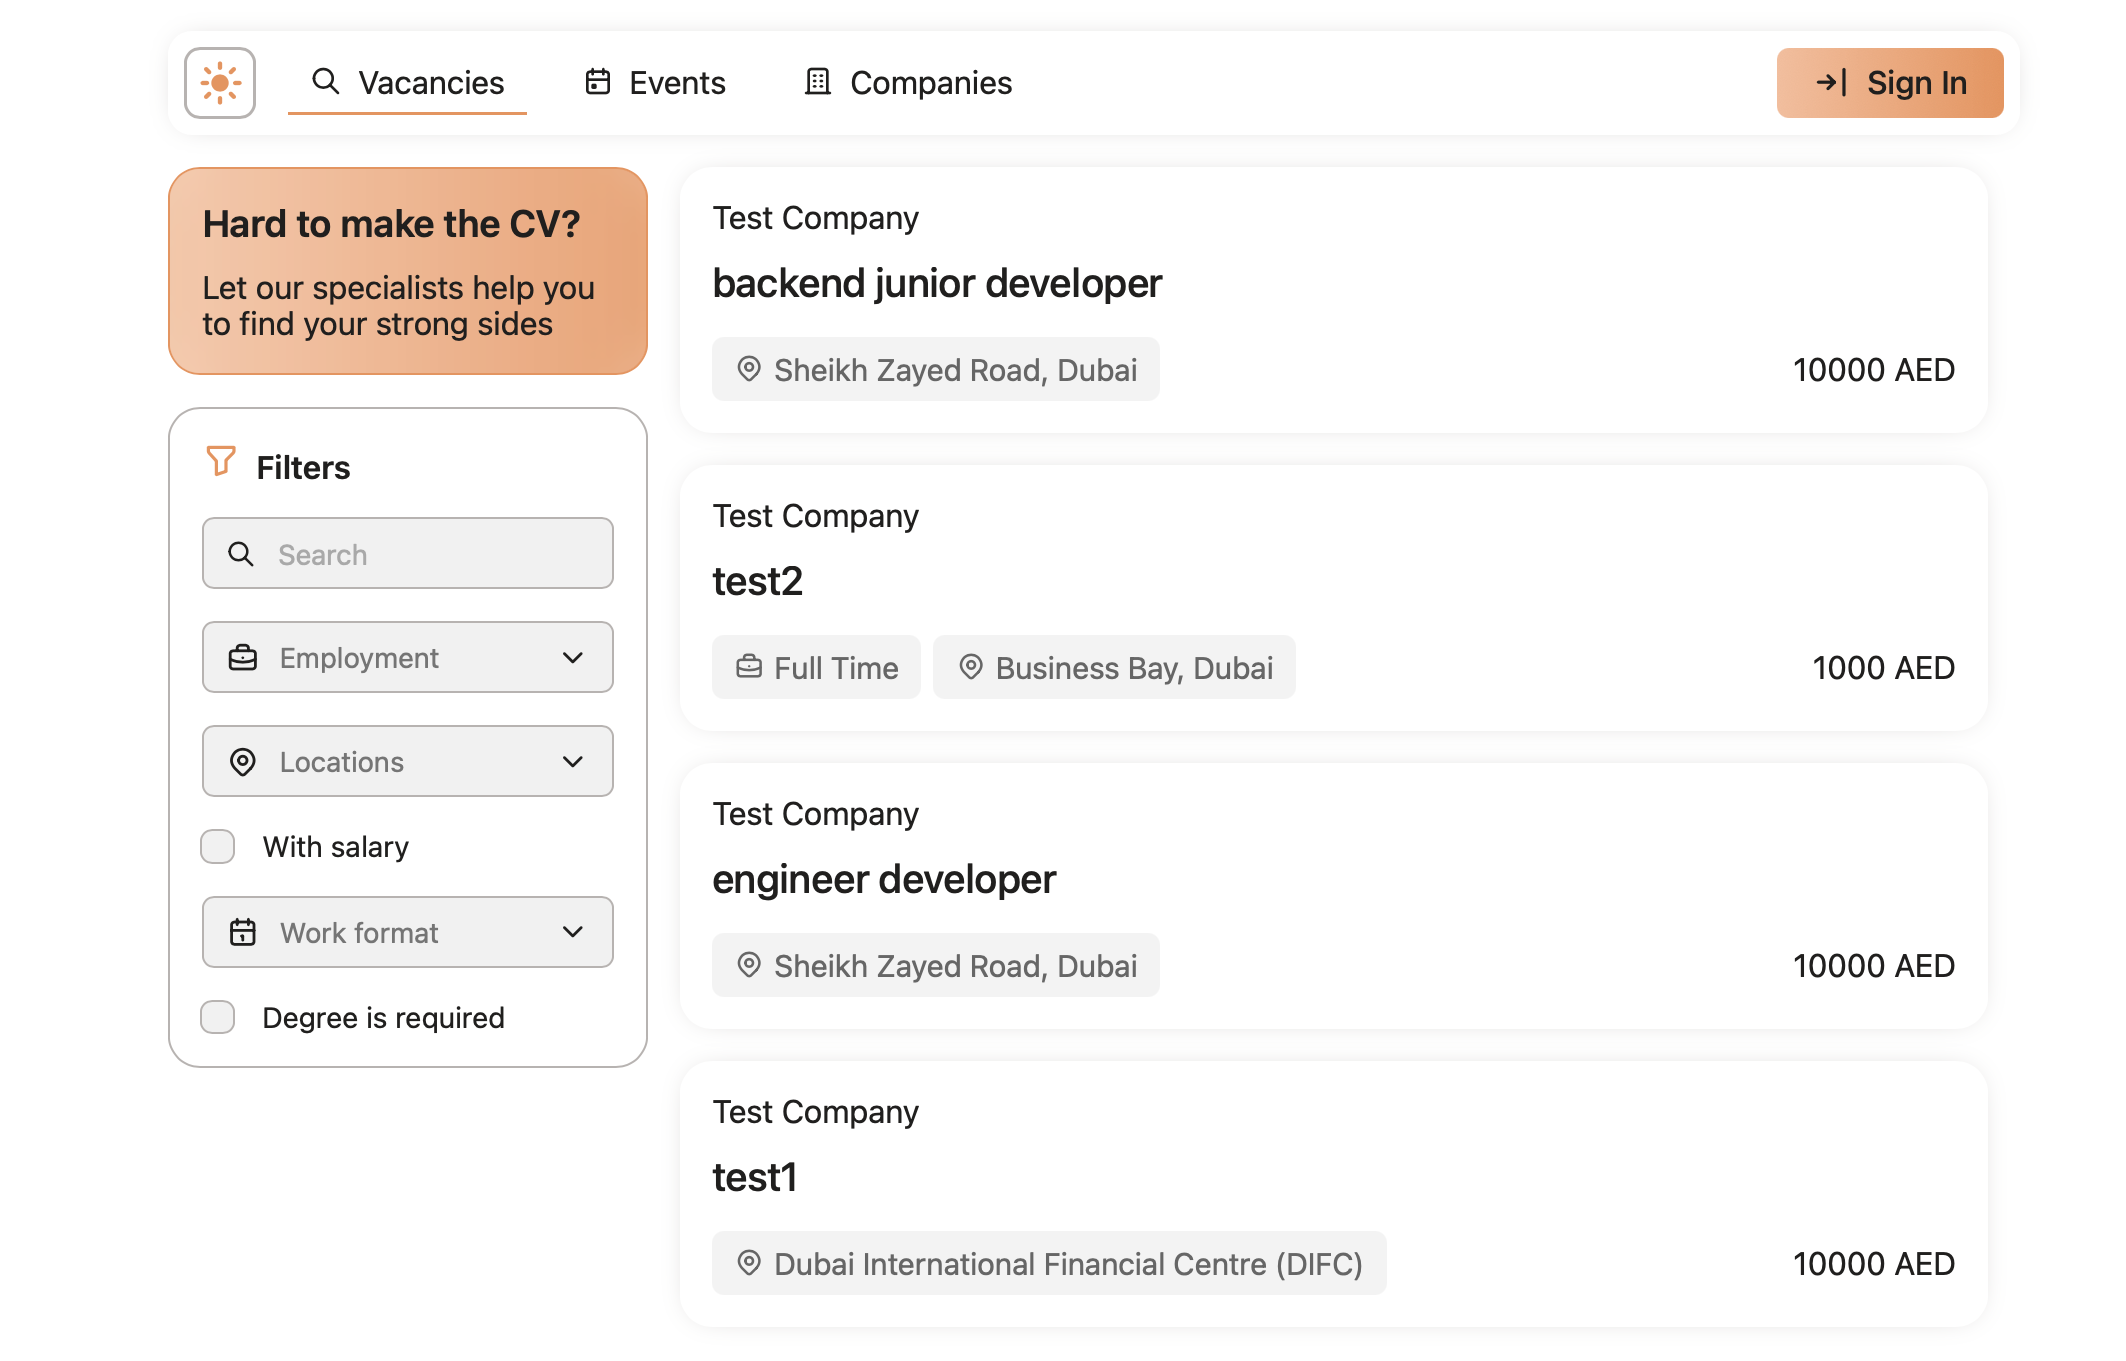 Vacancies
Events
Companies
Sign In
Hard to make the CV?
Let our specialists help you
to find your strong sides
Filters
Search
Employment
Locations
With salary
Work format
Degree is required
Test Company
backend junior developer
Sheikh Zayed Road, Dubai
10000 AED
Test Company
test2
Full Time
Business Bay, Dubai
1000 AED
Test Company
engineer developer
Sheikh Zayed Road, Dubai
10000 AED
Test Company
test1
Dubai International Financial Centre (DIFC)
10000 AED